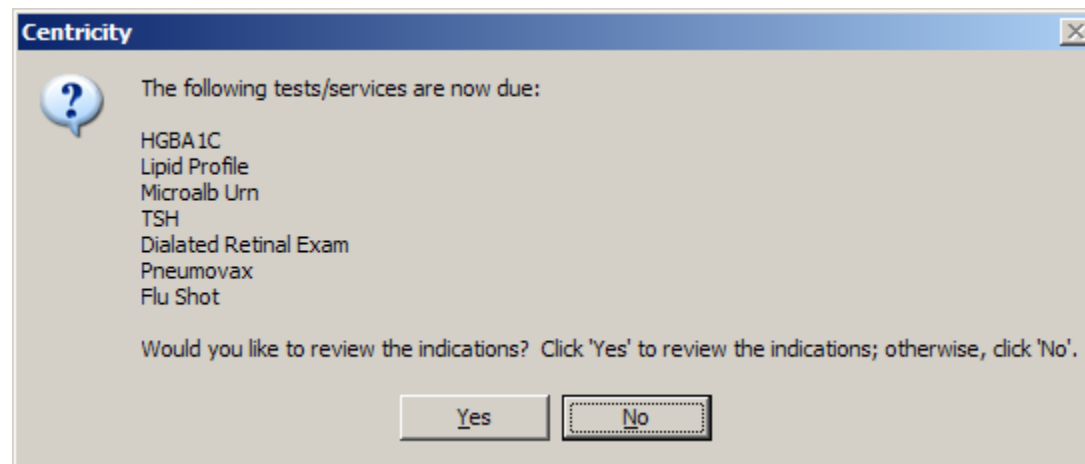 Centricity
The following tests/services are now due:
HGBA1C
Lipid Profile
Microalb Urn
TSH
Dialated Retinal Exam
Pneumovax
Flu Shot
Would you like to review the indications?  Click 'Yes' to review the indications; otherwise, click 'No'.
Yes
No